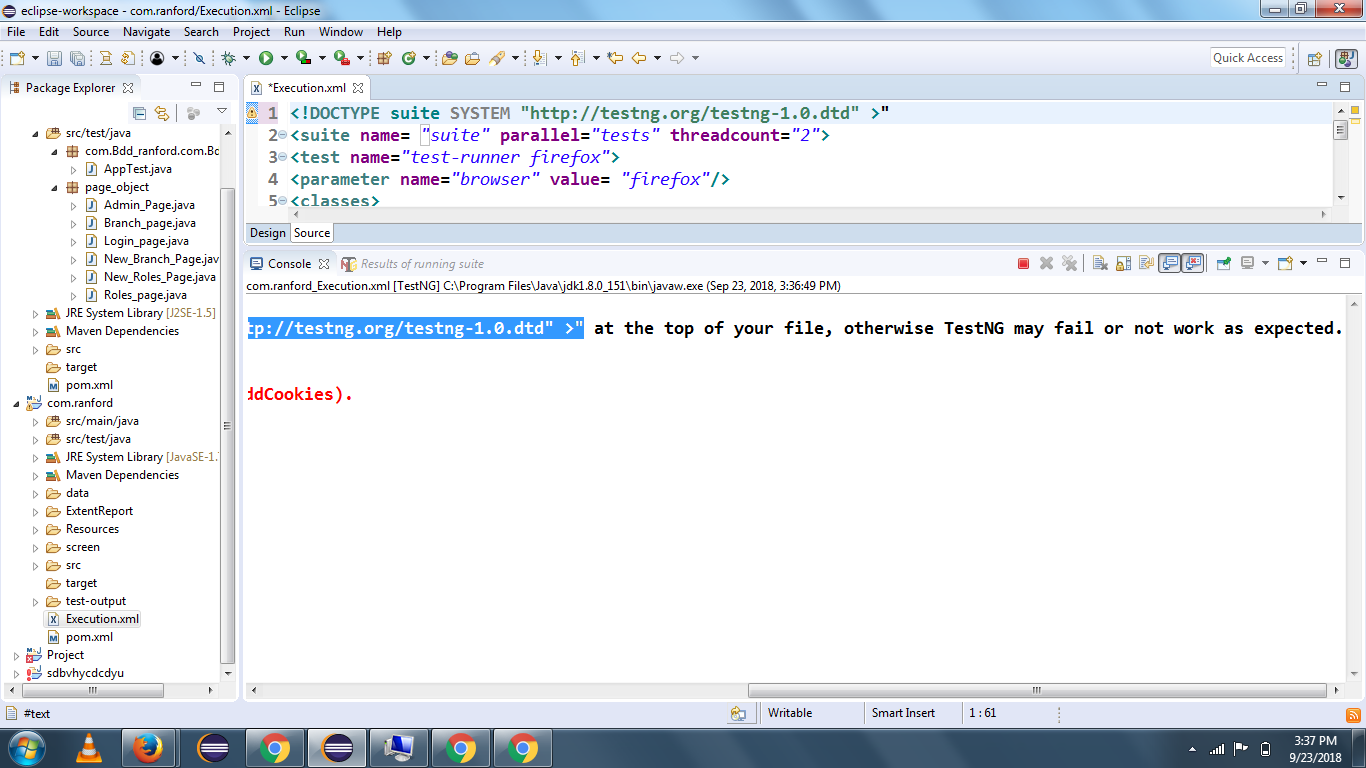 eclipse-workspace - com.ranford/Execution.xml - Eclipse
File Edit Source Navigate Search Project Run Window Help
Quick Access
Package Explorer
src/test/java
com.Bdd_ranford.com.Bd
AppTest.java
page_object
Admin_Page.java
Branch_page.java
Login_page.java
New_Branch_Page.jav
New_Roles_Page.java
Roles_page.java
JRE System Library [J2SE-1.5]
Maven Dependencies
src
target
pom.xml
com.ranford
src/main/java
src/test/java
JRE System Library [JavaSE-1.
Maven Dependencies
data
ExtentReport
Resources
screen
src
target
test-output
Execution.xml
pom.xml
Project
sdbvhycdcdyu
*Execution.xml
1 <!DOCTYPE suite SYSTEM "http://testng.org/testng-1.0.dtd" >"
2 <suite name= "suite" parallel="tests" threadcount="2">
3 <test name="test-runner firefox">
4 <parameter name="browser" value= "firefox"/>
5 <classes>
Design Source
Console Results of running suite
com.ranford_Execution.xml [TestNG] C:\Program Files\Java\jdk1.8.0_151\bin\javaw.exe (Sep 23, 2018, 3:36:49 PM)
tp://testng.org/testng-1.0.dtd" >" at the top of your file, otherwise TestNG may fail or not work as expected.
ddCookies).
#text
Writable
Smart Insert
1 : 61
3:37 PM
9/23/2018